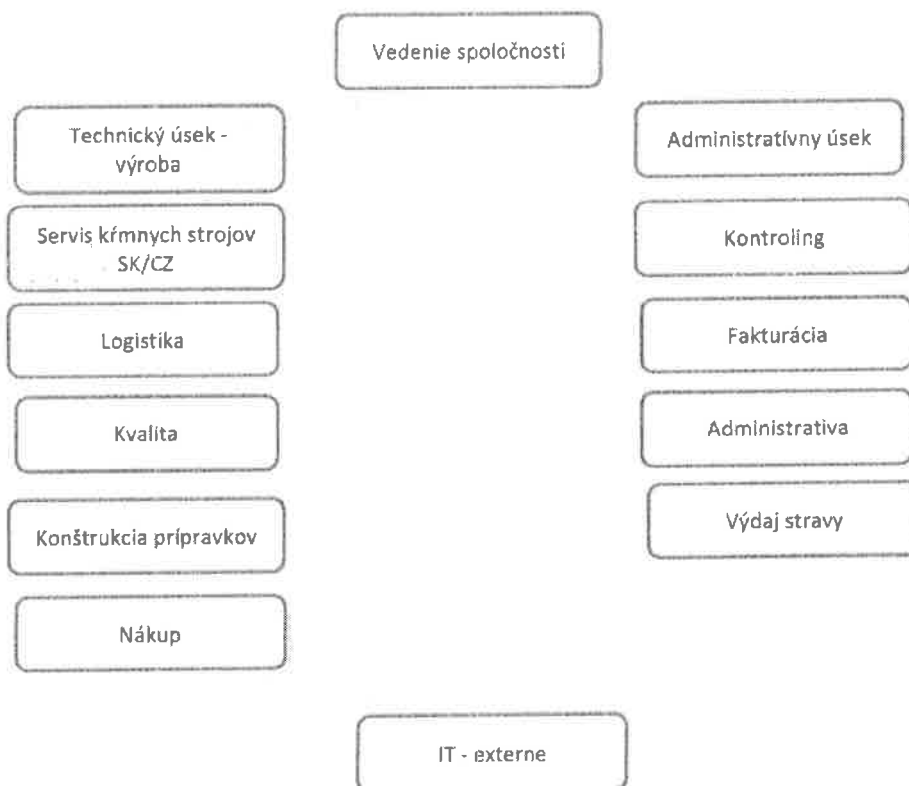 Vedenie spoločnosti
Technický úsek -
výroba
Servis kŕmnych strojov
SK/CZ
Logistika
Kvalita
Konštrukcia prípravkov
Nákup
Administratívny úsek
Kontroling
Fakturácia
Administrativa
Výdaj stravy
IT - externe